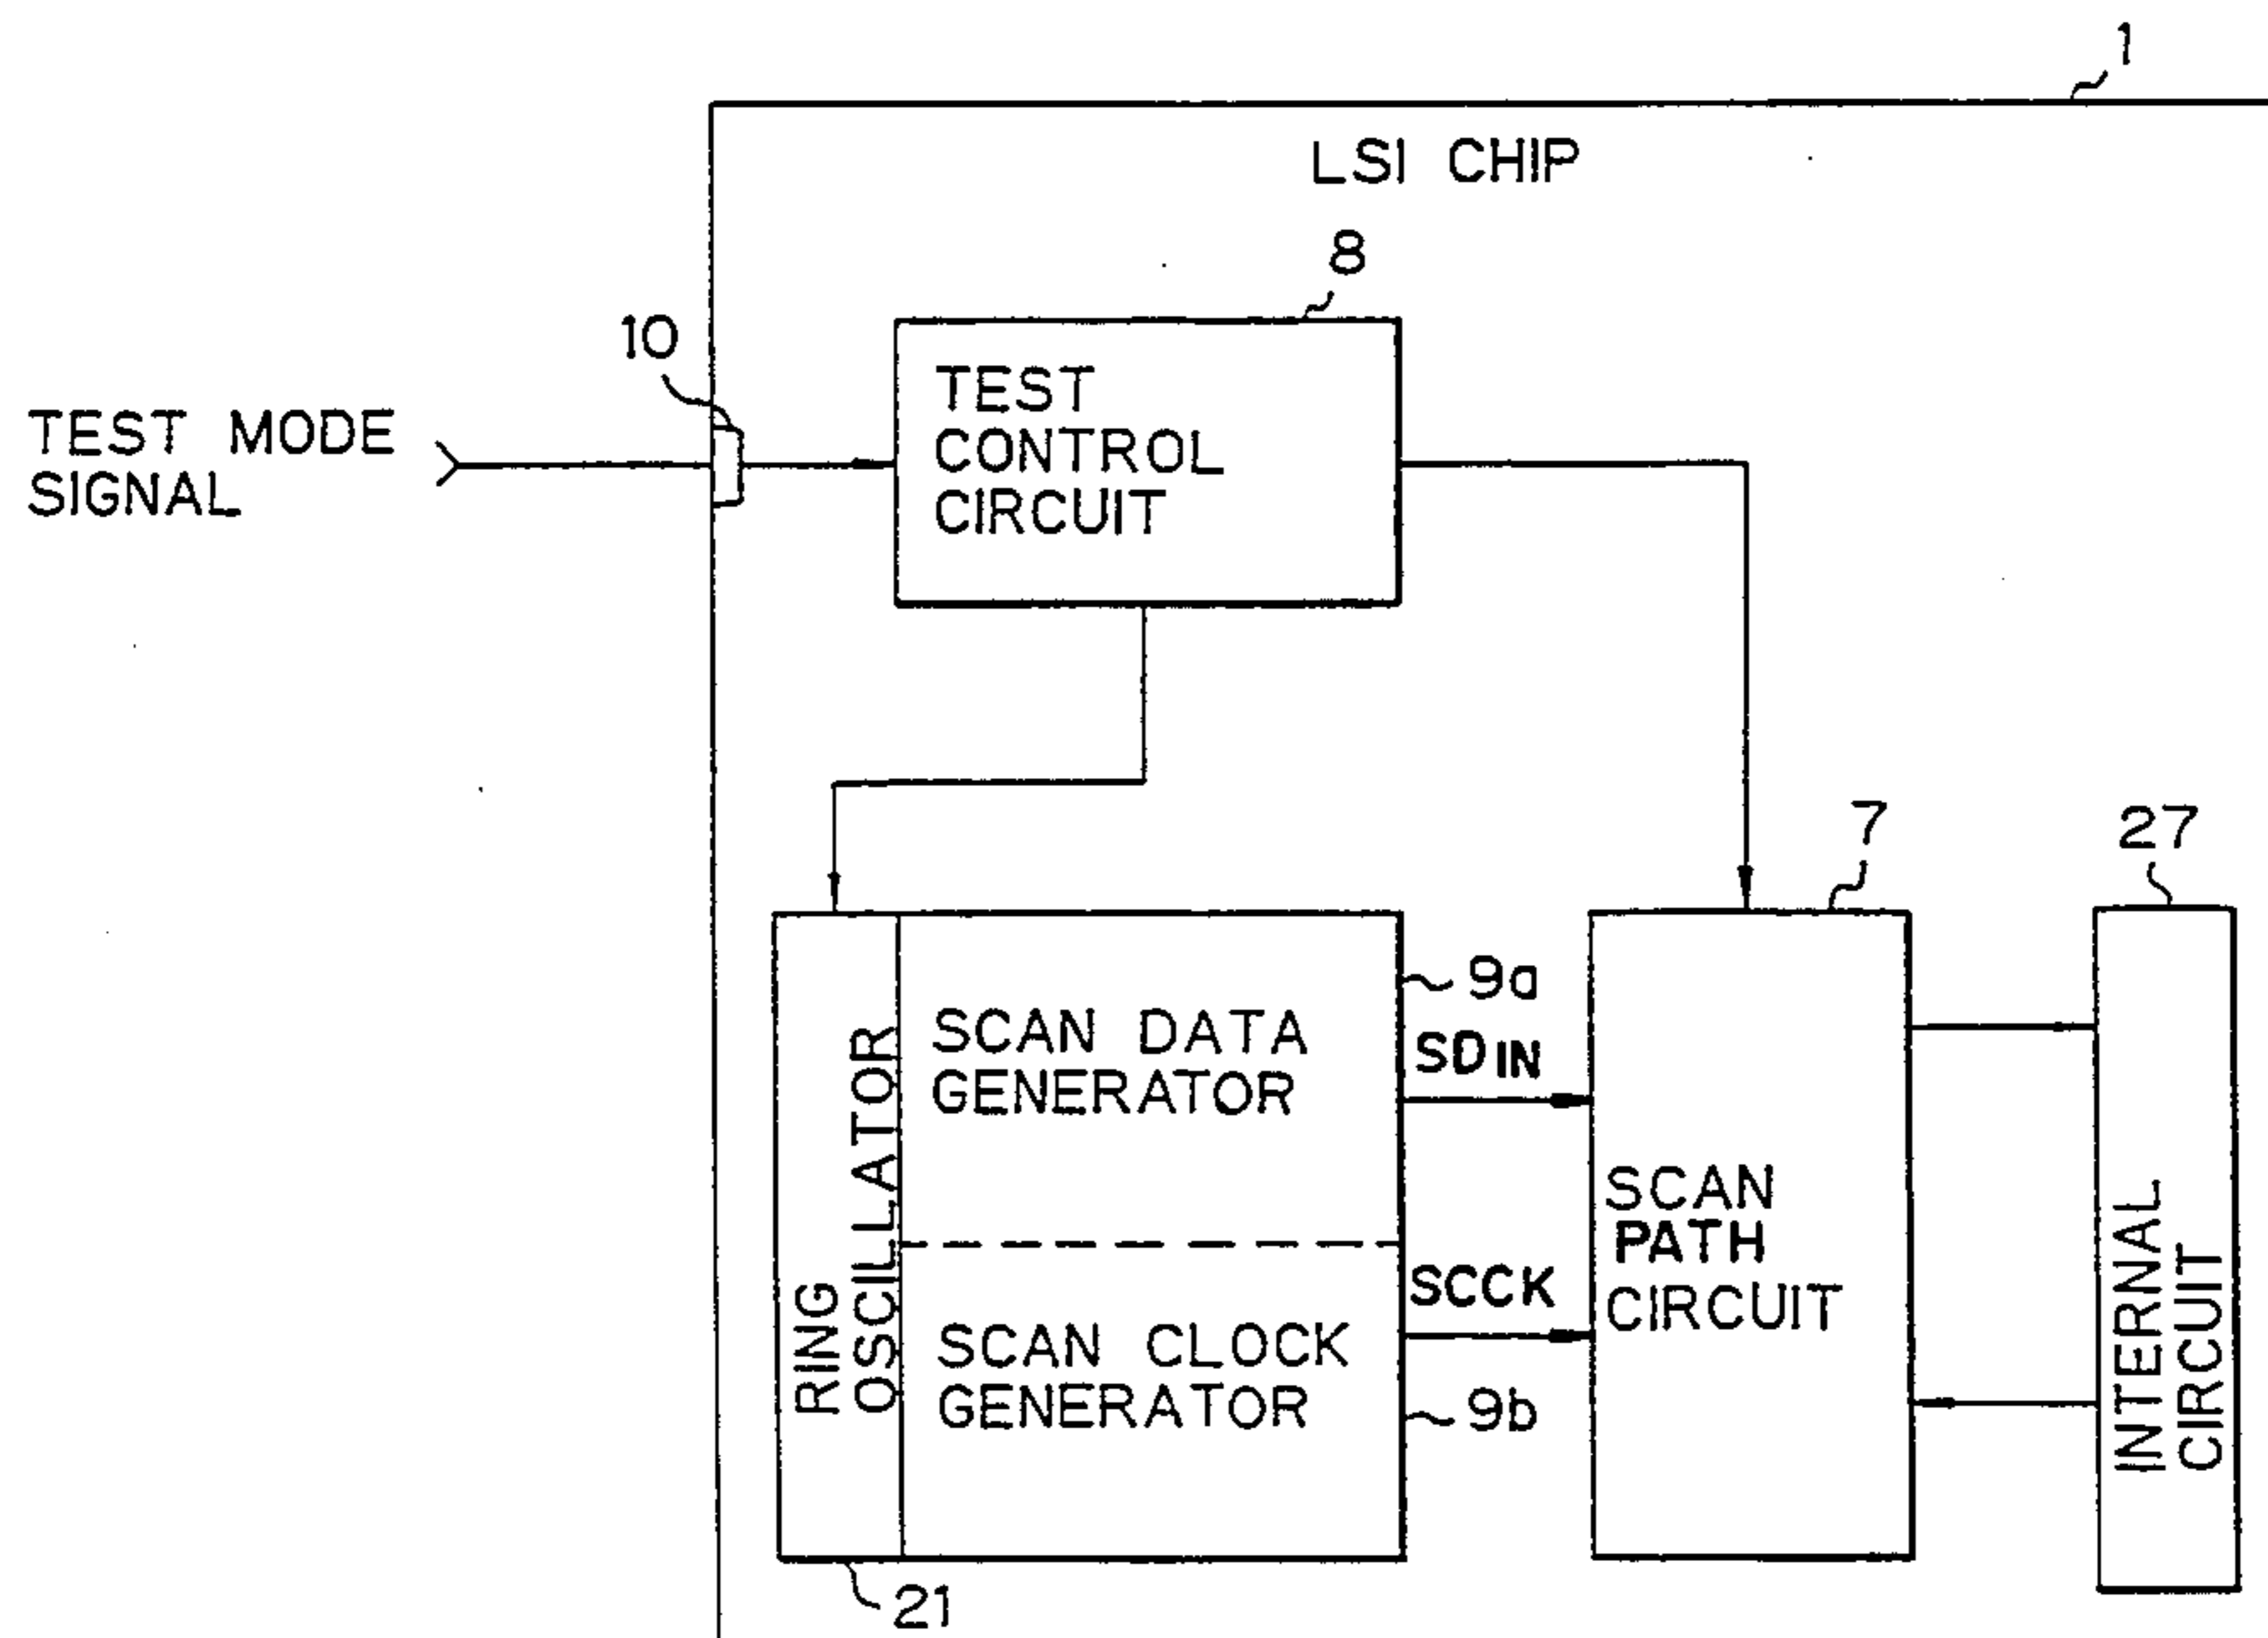 1
LSI CHIP
8
10
TEST MODE
SIGNAL
TEST
CONTROL
CIRCUIT
7
27
9a
SCAN DATA
GENERATOR
SDIN
RING
OSCILLATOR
SCAN
PATH
CIRCUIT
SCCK
SCAN CLOCK
GENERATOR
9b
INTERNAL
CIRCUIT
21